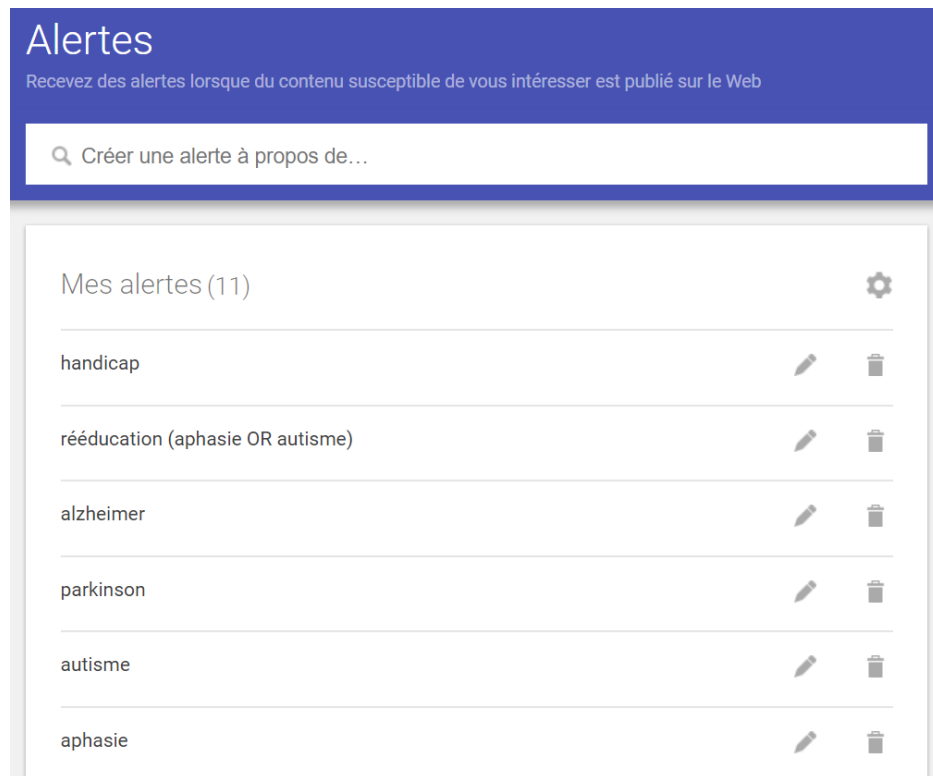 Alertes
Recevez des alertes lorsque du contenu susceptible de vous intéresser est publié sur le Web
Créer une alerte à propos de…
Mes alertes (11)
handicap
rééducation (aphasie OR autisme)
alzheimer
parkinson
autisme
aphasie